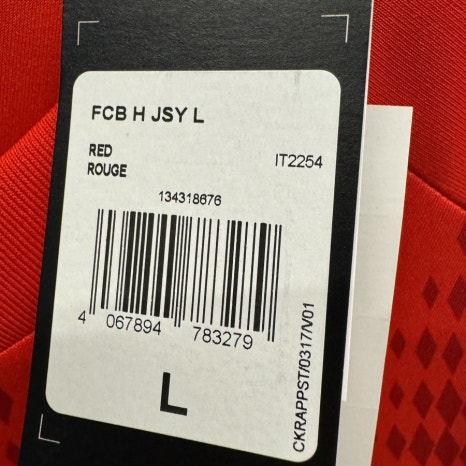 FCB H JSY L
RED
ROUGE
IT2254
134318676
4 067894 783279
L
CKRAPPST/0317/V01